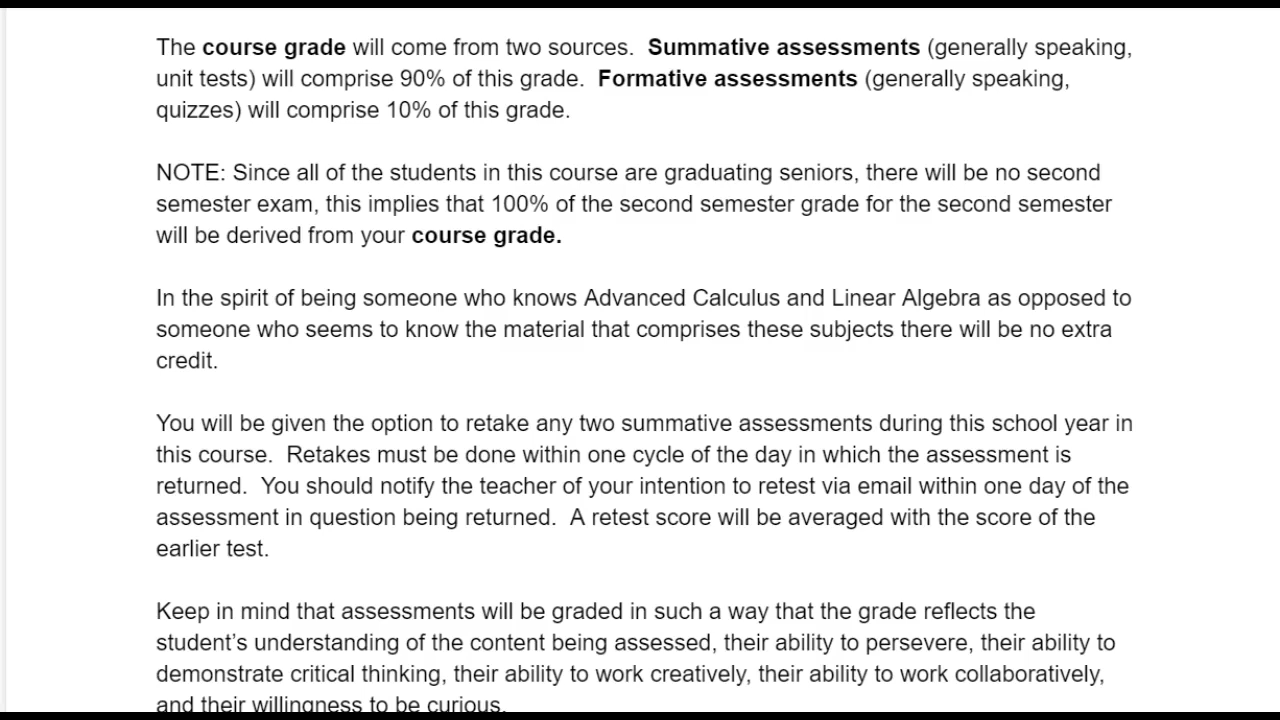 The course grade will come from two sources.  Summative assessments (generally speaking,
unit tests) will comprise 90% of this grade.  Formative assessments (generally speaking,
quizzes) will comprise 10% of this grade.
NOTE: Since all of the students in this course are graduating seniors, there will be no second
semester exam, this implies that 100% of the second semester grade for the second semester
will be derived from your course grade.
In the spirit of being someone who knows Advanced Calculus and Linear Algebra as opposed to
someone who seems to know the material that comprises these subjects there will be no extra
credit.
You will be given the option to retake any two summative assessments during this school year in
this course.  Retakes must be done within one cycle of the day in which the assessment is
returned.  You should notify the teacher of your intention to retest via email within one day of the
assessment in question being returned.  A retest score will be averaged with the score of the
earlier test.
Keep in mind that assessments will be graded in such a way that the grade reflects the
student’s understanding of the content being assessed, their ability to persevere, their ability to
demonstrate critical thinking, their ability to work creatively, their ability to work collaboratively,
and their willingness to be curious.